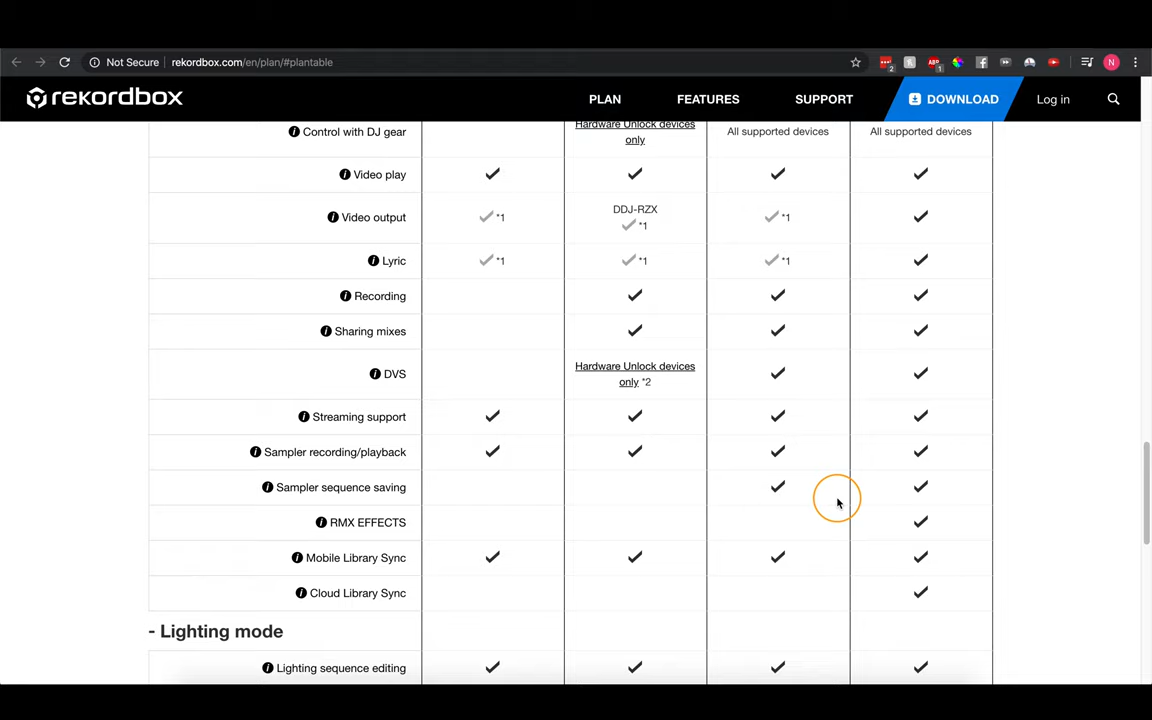 Not Secure rekordbox.com/en/plan/#plantable
2 ABP 1 N
rekordbox PLAN FEATURES SUPPORT DOWNLOAD Log in
Control with DJ gear Hardware Unlock devices only All supported devices All supported devices
Video play ✓ ✓ ✓ ✓
Video output ✓ *1 DDJ-RZX ✓ *1 ✓ *1 ✓
Lyric ✓ *1 ✓ *1 ✓ *1 ✓
Recording ✓ ✓ ✓
Sharing mixes ✓ ✓ ✓
DVS Hardware Unlock devices only *2 ✓ ✓
Streaming support ✓ ✓ ✓ ✓
Sampler recording/playback ✓ ✓ ✓ ✓
Sampler sequence saving ✓ ✓
RMX EFFECTS ✓
Mobile Library Sync ✓ ✓ ✓ ✓
Cloud Library Sync ✓
- Lighting mode
Lighting sequence editing ✓ ✓ ✓ ✓